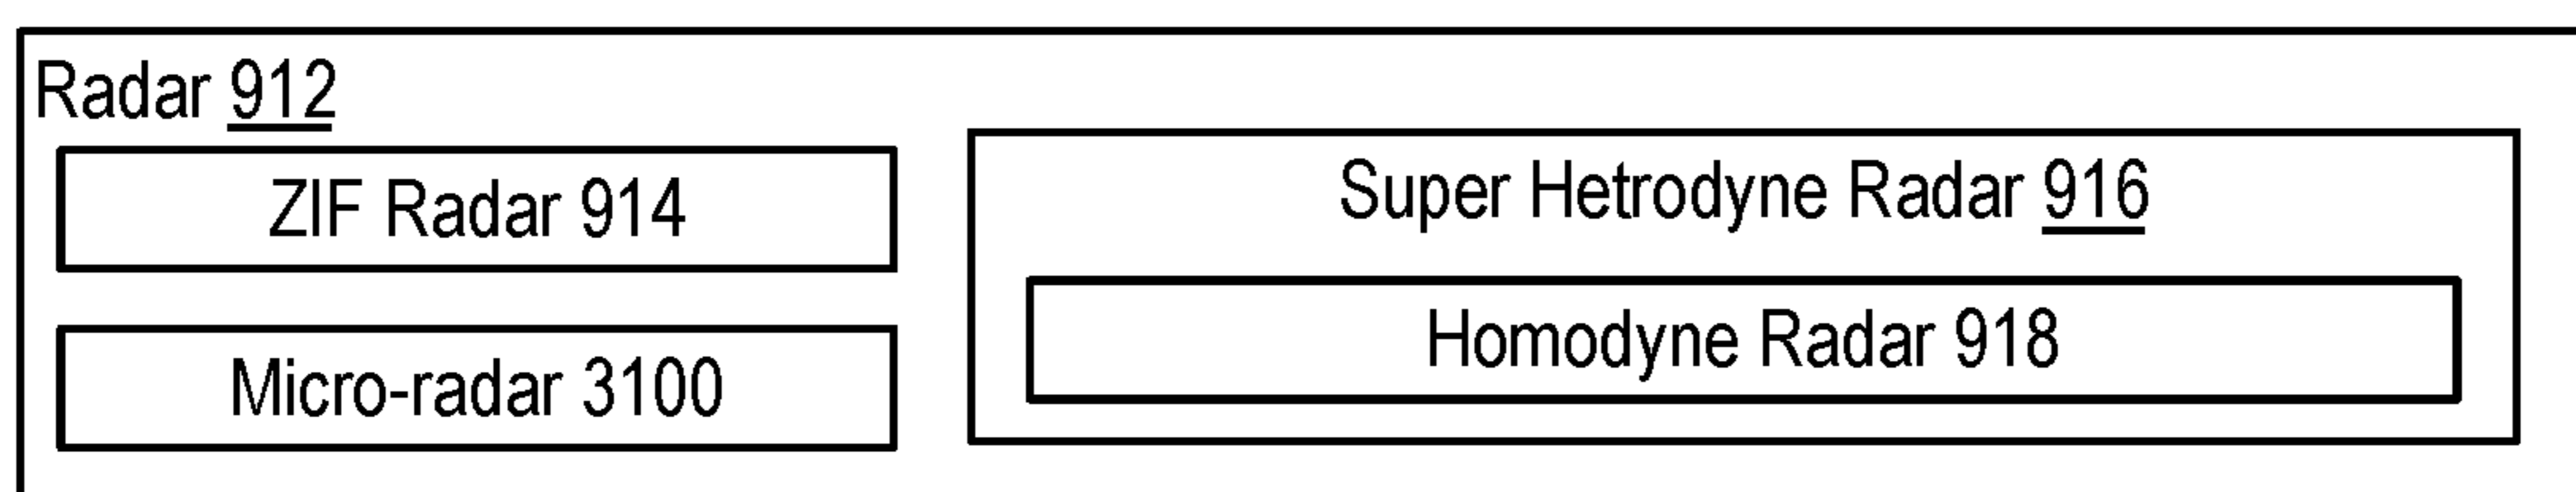 Radar 912
ZIF Radar 914
Micro-radar 3100
Super Hetrodyne Radar 916
Homodyne Radar 918